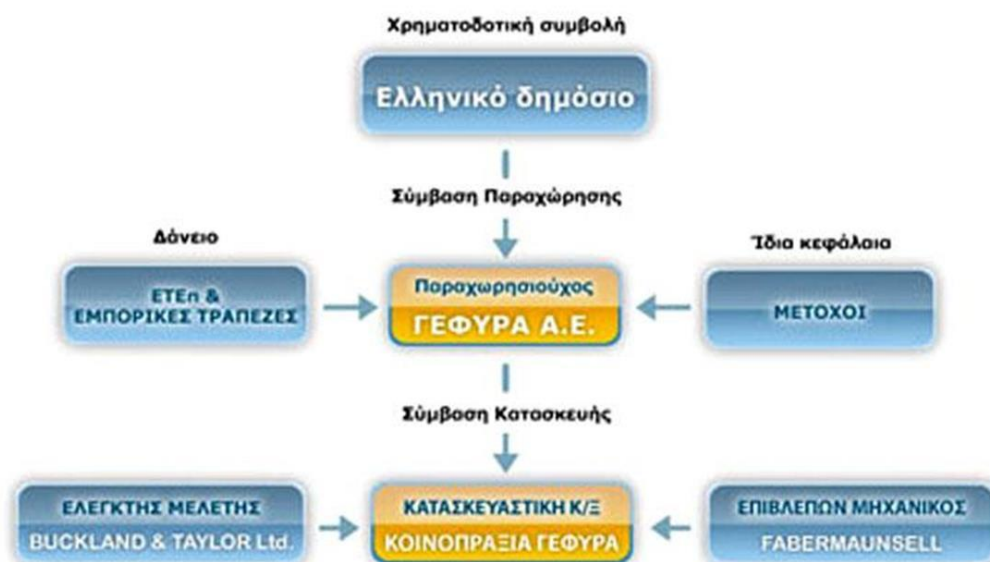 Χρηματοδοτική συμβολή
Ελληνικό δημόσιο
Σύμβαση Παραχώρησης
Δάνειο
Ίδια κεφάλαια
ΕΤΕπ &
ΕΜΠΟΡΙΚΕΣ ΤΡΑΠΕΖΕΣ
Παραχωρησιούχος
ΓΕΦΥΡΑ Α.Ε.
ΜΕΤΟΧΟΙ
Σύμβαση Κατασκευής
ΕΛΕΓΚΤΗΣ ΜΕΛΕΤΗΣ
BUCKLAND & TAYLOR Ltd.
ΚΑΤΑΣΚΕΥΑΣΤΙΚΗ Κ/Ξ
ΚΟΙΝΟΠΡΑΞΙΑ ΓΕΦΥΡΑ
ΕΠΙΒΛΕΠΩΝ ΜΗΧΑΝΙΚΟΣ
FABERMAUNSELL